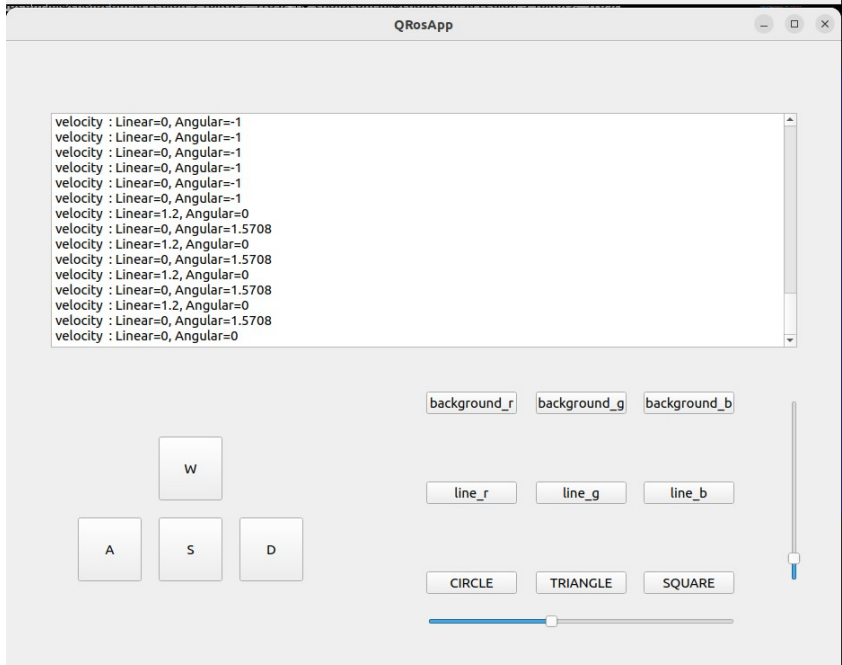 QRosApp
velocity : Linear=0, Angular=-1
velocity : Linear=0, Angular=-1
velocity : Linear=0, Angular=-1
velocity : Linear=0, Angular=-1
velocity : Linear=0, Angular=-1
velocity : Linear=0, Angular=-1
velocity : Linear=1.2, Angular=0
velocity : Linear=0, Angular=1.5708
velocity : Linear=1.2, Angular=0
velocity : Linear=0, Angular=1.5708
velocity : Linear=1.2, Angular=0
velocity : Linear=0, Angular=1.5708
velocity : Linear=1.2, Angular=0
velocity : Linear=0, Angular=1.5708
velocity : Linear=0, Angular=0
background_r background_g background_b
W
line_r line_g line_b
A S D
CIRCLE TRIANGLE SQUARE